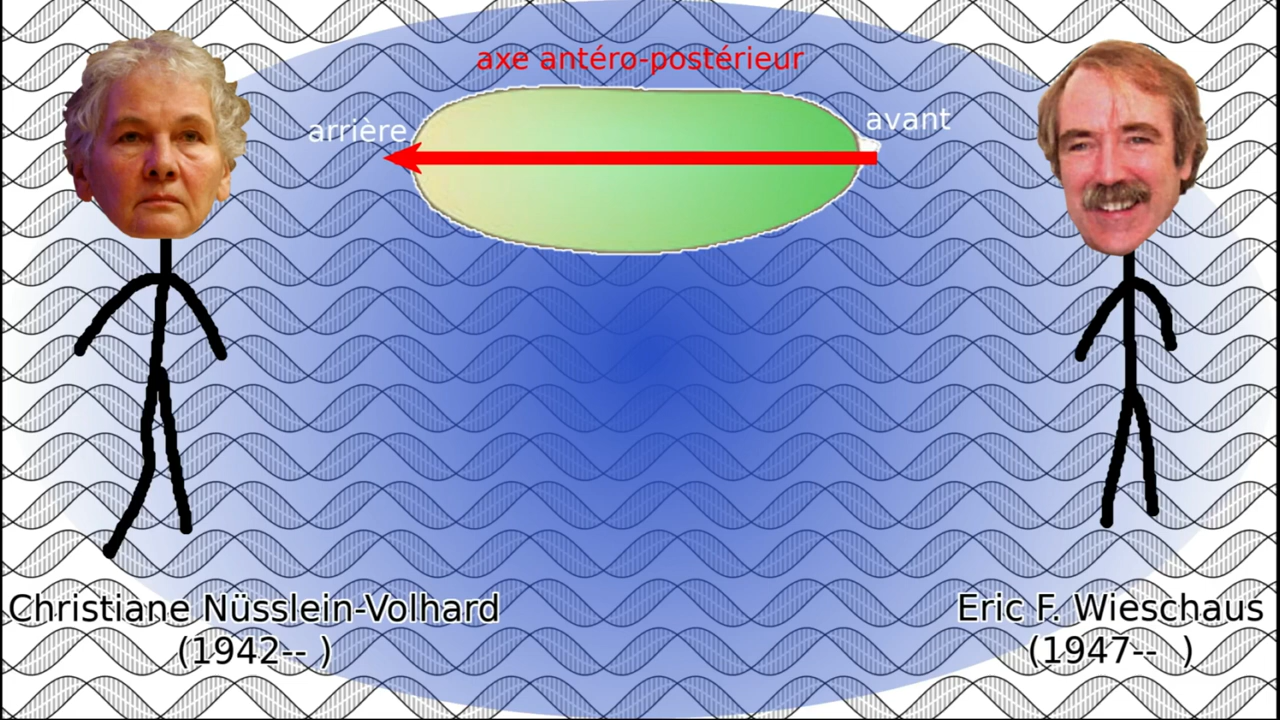 axe antéro-postérieur
arrière
avant
Christiane Nüsslein-Volhard
(1942-- )
Eric F. Wieschaus
(1947--  )